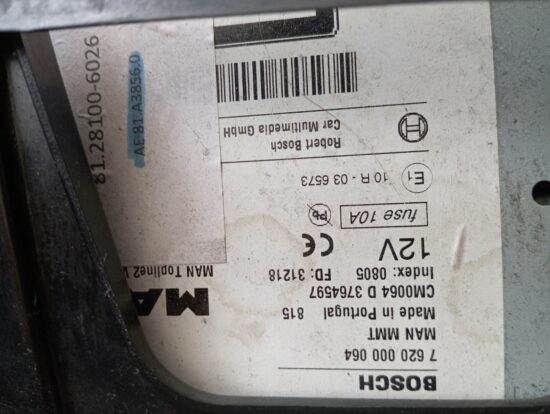 BOSCH
7 620 000 064
MAN MMT
Made in Portugal 815
CM0064 D 3764597
Index: 0805 FD: 31218
12V
fuse 10A
Pb
E1 10 R - 03 6573
Robert Bosch
Car Multimedia GmbH
MA
MAN Topline2
81.28100-6026
AE 81 A3856.0